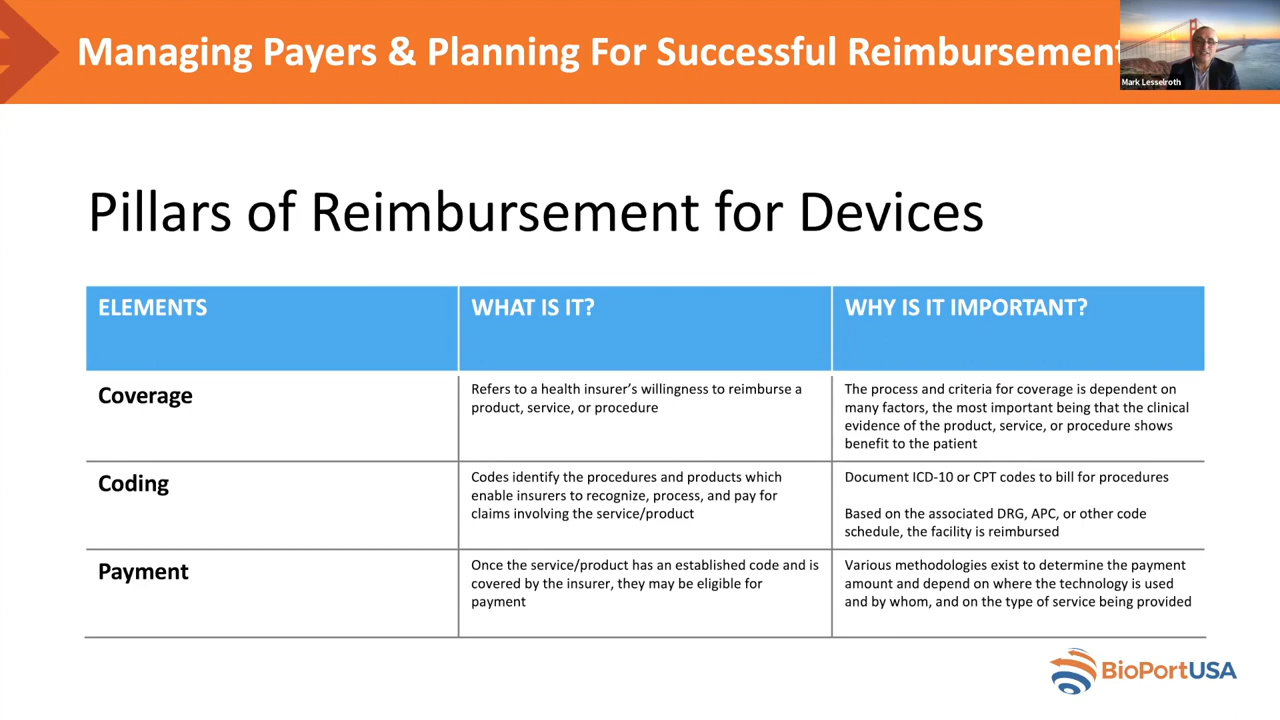 Managing Payers & Planning For Successful Reimbursement
Mark Lesselroth
Pillars of Reimbursement for Devices
ELEMENTS
WHAT IS IT?
WHY IS IT IMPORTANT?
Coverage
Refers to a health insurer’s willingness to reimburse a
product, service, or procedure
The process and criteria for coverage is dependent on
many factors, the most important being that the clinical
evidence of the product, service, or procedure shows
benefit to the patient
Coding
Codes identify the procedures and products which
enable insurers to recognize, process, and pay for
claims involving the service/product
Document ICD-10 or CPT codes to bill for procedures
Based on the associated DRG, APC, or other code
schedule, the facility is reimbursed
Payment
Once the service/product has an established code and is
covered by the insurer, they may be eligible for
payment
Various methodologies exist to determine the payment
amount and depend on where the technology is used
and by whom, and on the type of service being provided
BioPortUSA